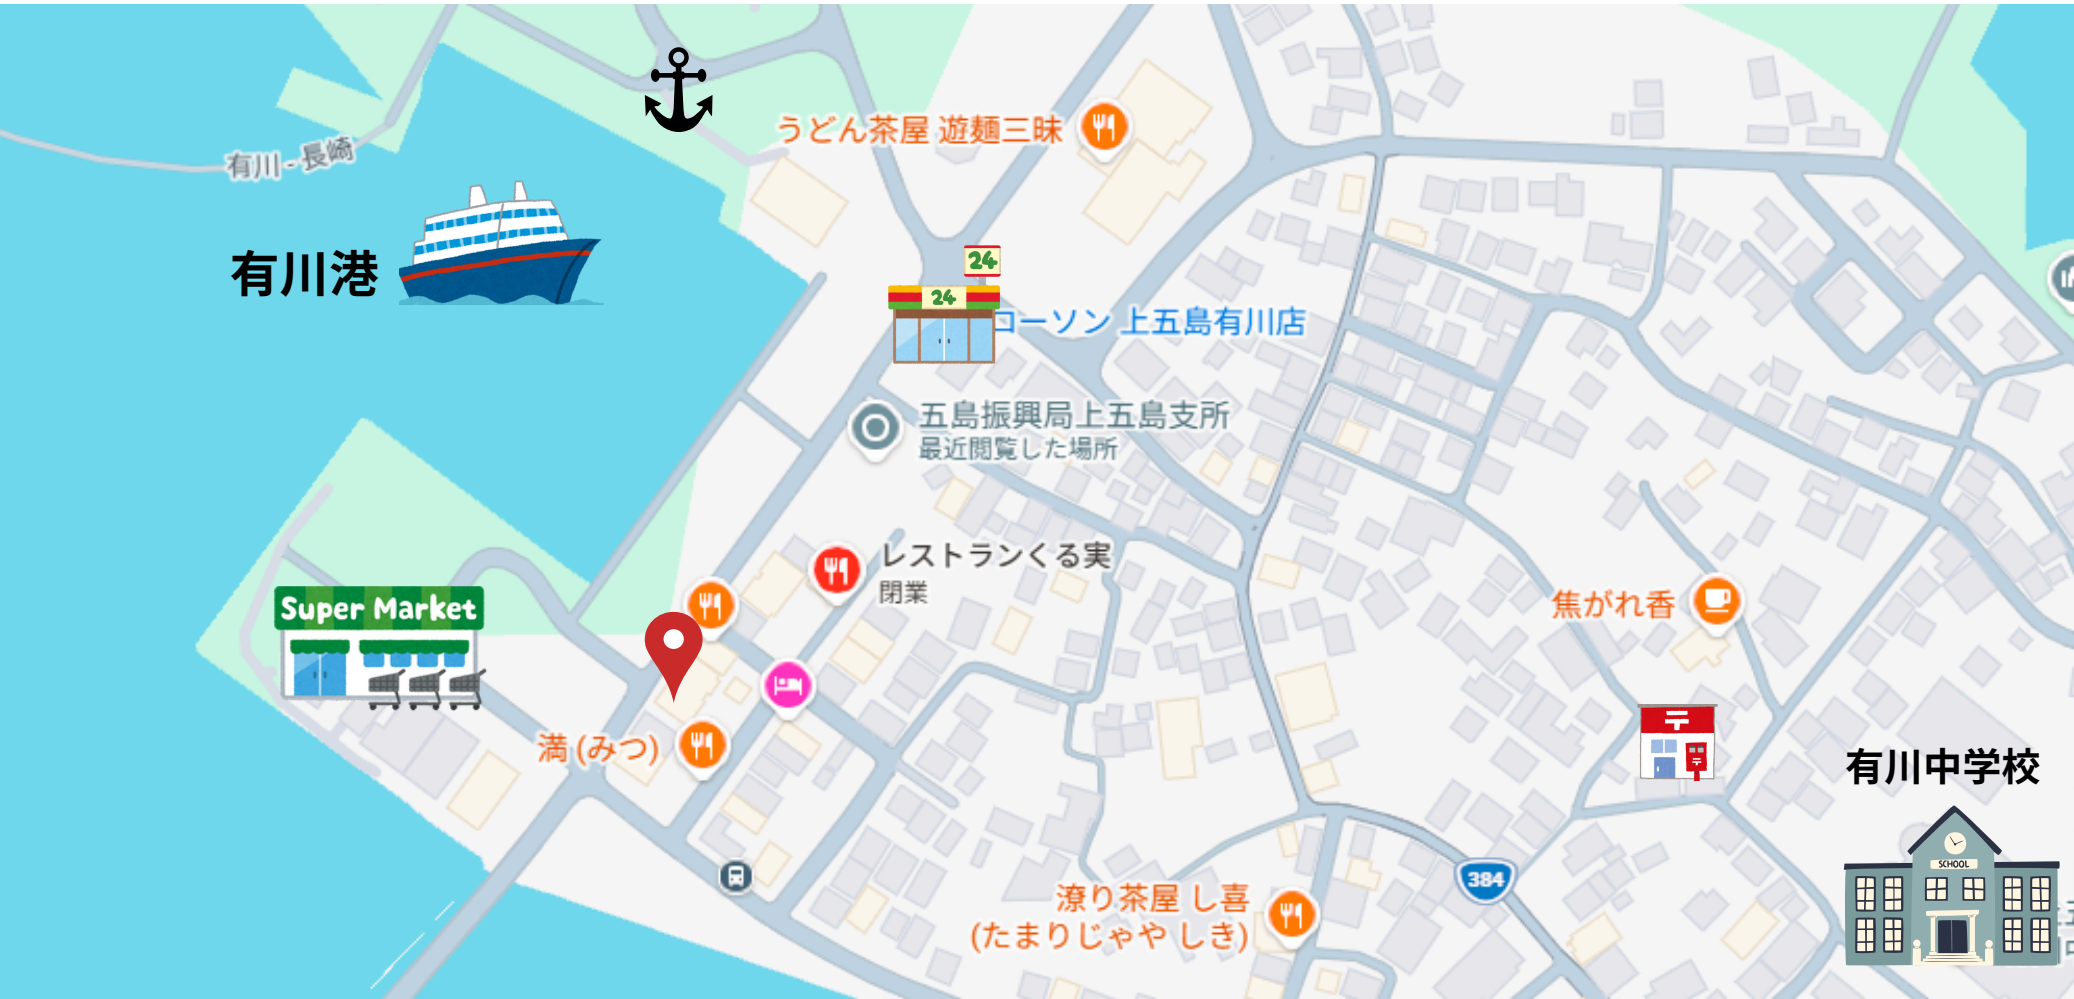 うどん茶屋 遊麺三昧
有川 - 長崎
有川港
24
24
ローソン 上五島有川店
五島振興局上五島支所
最近閲覧した場所
レストランくる実
閉業
Super Market
焦がれ香
満 (みつ)
〒
〒
有川中学校
SCHOOL
384
潦り茶屋 し喜
(たまりじゃや しき)